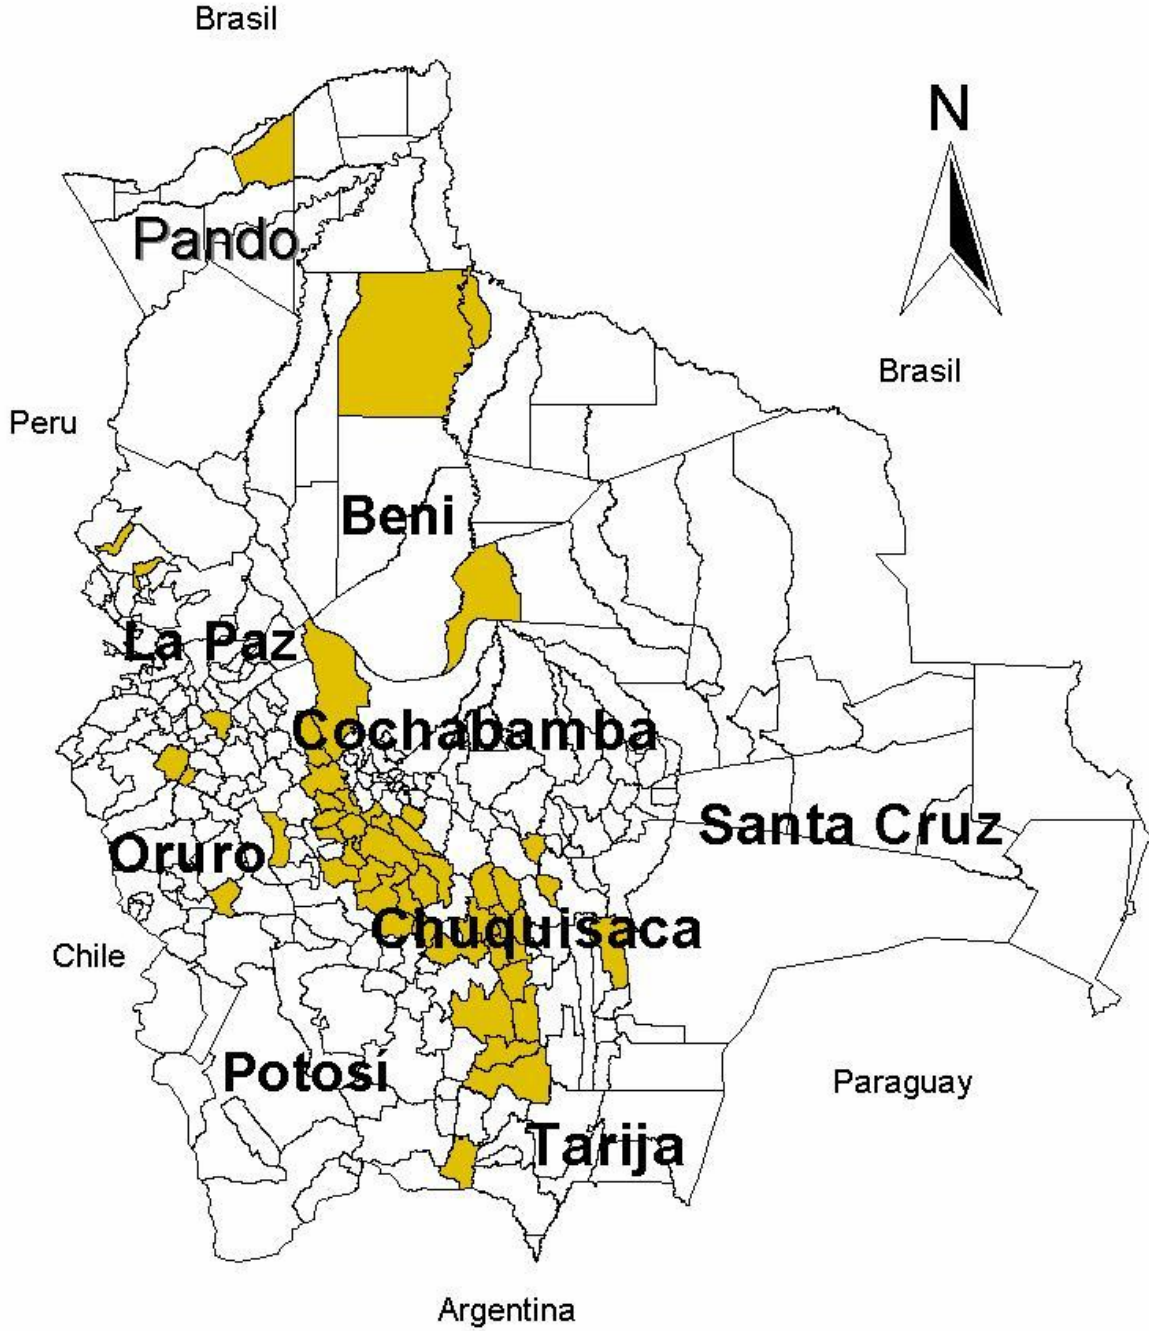 Brasil
N
Pando
Brasil
Peru
Beni
La Paz
Cochabamba
Santa Cruz
Oruro
Chuquisaca
Chile
Potosí
Paraguay
Tarija
Argentina